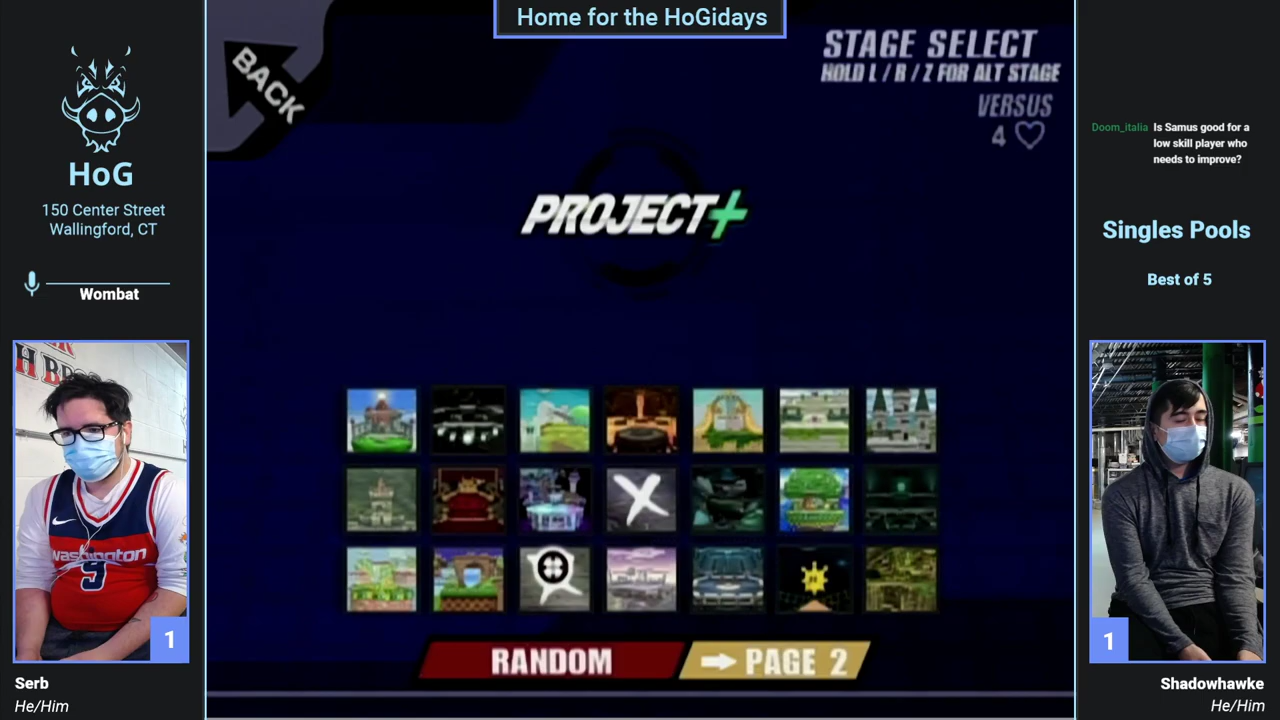 Home for the HoGidays
HoG
150 Center Street
Wallingford, CT
Wombat
BACK
STAGE SELECT
HOLD L / R / Z FOR ALT STAGE
VERSUS
4
PROJECT+
RANDOM
PAGE 2
Doom_italia Is Samus good for a
low skill player who
needs to improve?
Singles Pools
Best of 5
Washington
9
1
Serb
He/Him
1
Shadowhawke
He/Him